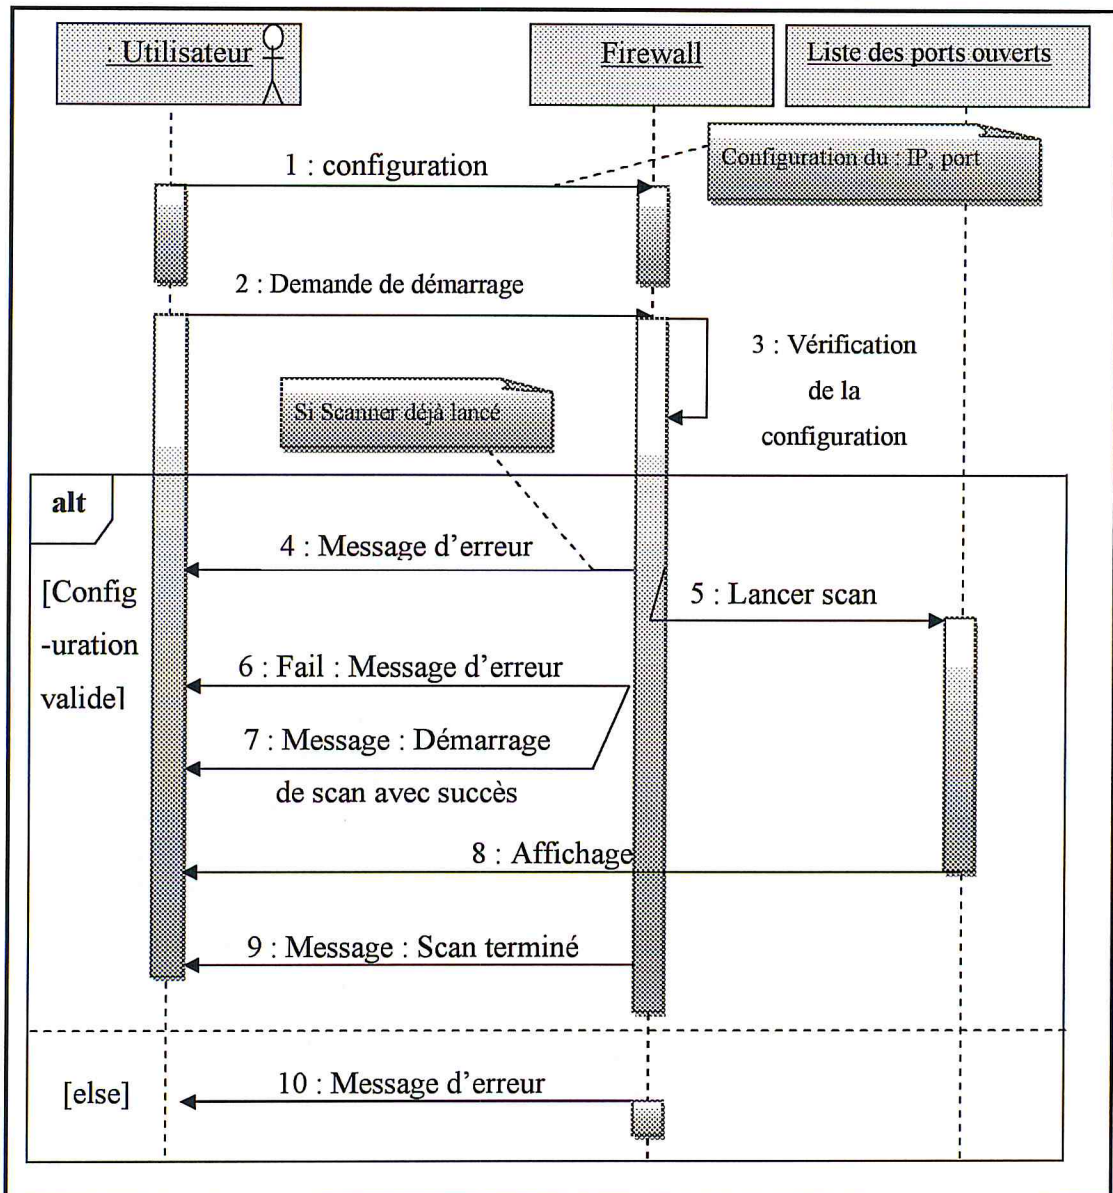 : Utilisateur
Firewall
Liste des ports ouverts
Configuration du : IP, port
1 : configuration
2 : Demande de démarrage
3 : Vérification
de la
configuration
Si Scanner déjà lancé
alt
4 : Message d'erreur
[Config
-uration
valide]
5 : Lancer scan
6 : Fail : Message d'erreur
7 : Message : Démarrage
de scan avec succès
8 : Affichage
9 : Message : Scan terminé
[else]
10 : Message d'erreur